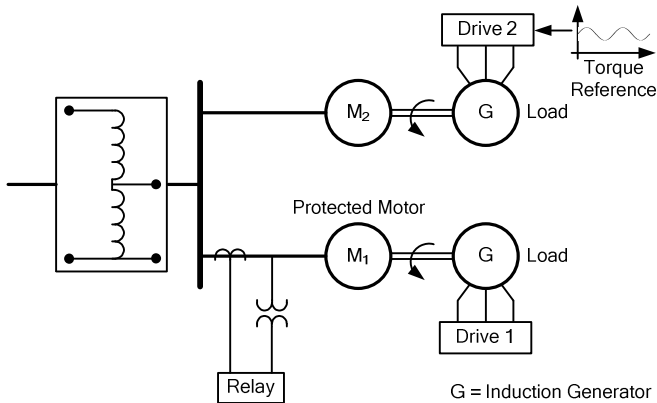 Drive 2
Torque
Reference
M₂
G
Load
Protected Motor
M₁
G
Load
Drive 1
Relay
G = Induction Generator